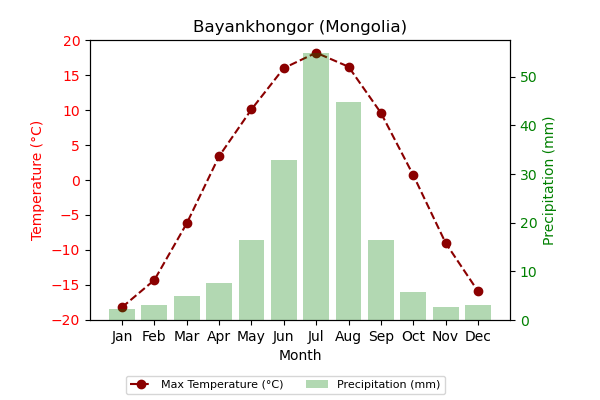 Bayankhongor (Mongolia)
20
15
10
5
0
−5
−10
−15
−20
Temperature (°C)
50
40
30
20
10
0
Precipitation (mm)
Jan Feb Mar Apr May Jun Jul Aug Sep Oct Nov Dec
Month
Max Temperature (°C) Precipitation (mm)